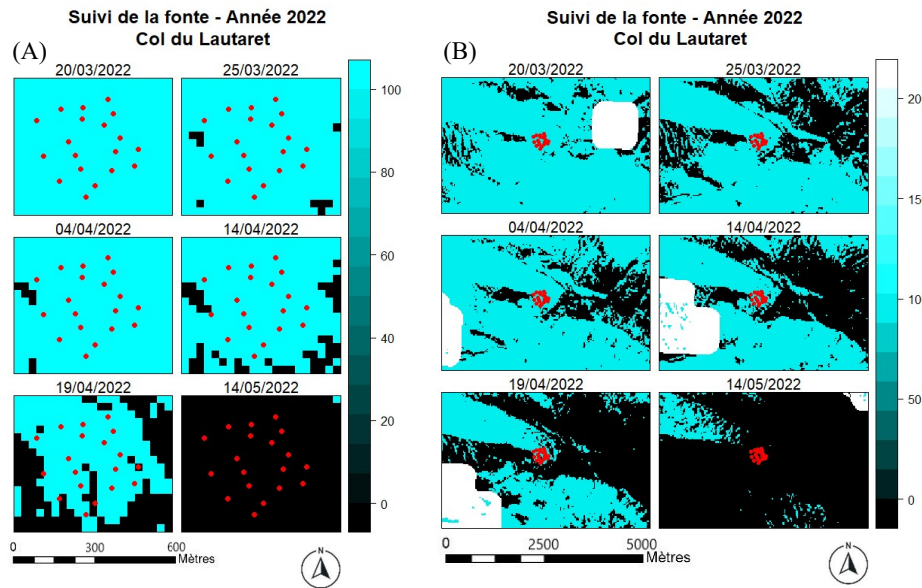 Suivi de la fonte - Année 2022
Col du Lautaret
(A)
20/03/2022
25/03/2022
04/04/2022
14/04/2022
19/04/2022
14/05/2022
100
80
60
40
20
0
0
300
600
Mètres
N
Suivi de la fonte - Année 2022
Col du Lautaret
(B)
20/03/2022
25/03/2022
04/04/2022
14/04/2022
19/04/2022
14/05/2022
20
15
10
50
0
0
2500
5000
Mètres
N